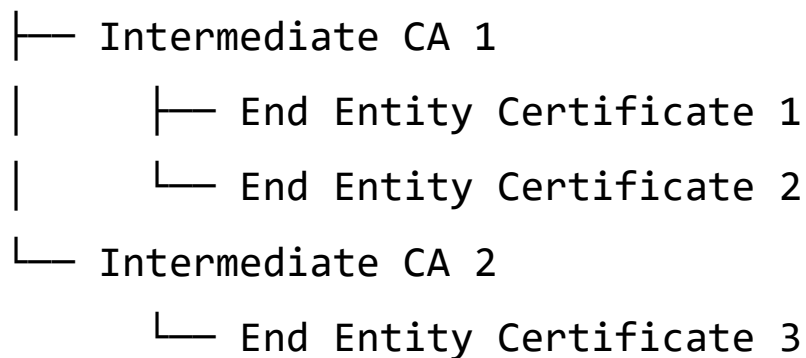 ├── Intermediate CA 1
│     ├── End Entity Certificate 1
│     └── End Entity Certificate 2
└── Intermediate CA 2
      └── End Entity Certificate 3